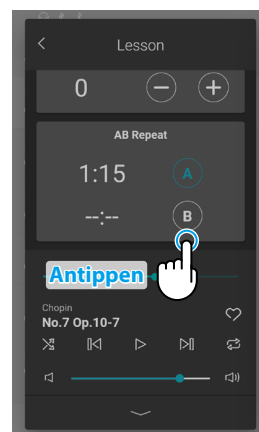 Lesson
0
AB Repeat
1:15 A
--:-- B
Antippen
Chopin
No.7 Op.10-7